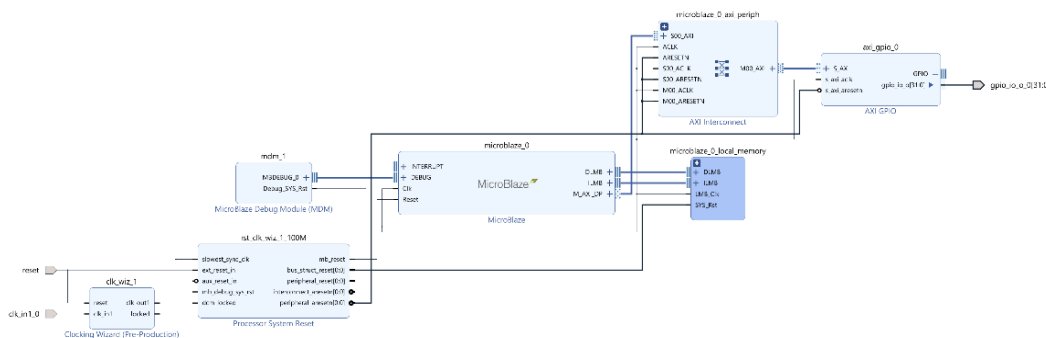 microblaze_0_axi_periph
S00_AXI
ACLK
ARESETN
S00_ACLK
S00_ARESETN
M00_ACLK
M00_ARESETN
M00_AXI
AXI Interconnect
axi_gpio_0
S_AXI
s_axi_aclk
s_axi_aresetn
GPIO
gpio_io_o[31:0]
AXI GPIO
gpio_io_o_0[31:0
mdm_1
MBDEBUG_0
Debug_SYS_Rst
MicroBlaze Debug Module (MDM)
microblaze_0
INTERRUPT
DEBUG
Clk
Reset
MicroBlaze
DLMB
ILMB
M_AXI_DP
MicroBlaze
microblaze_0_local_memory
DLMB
ILMB
LMB_Clk
SYS_Rst
rst_clk_wiz_1_100M
slowest_sync_clk
ext_reset_in
aux_reset_in
mb_debug_sys_rst
dcm_locked
mb_reset
bus_struct_reset[0:0]
peripheral_reset[0:0]
interconnect_aresetn[0:0]
peripheral_aresetn[0:0]
Processor System Reset
reset
clk_in1_0
clk_wiz_1
reset
clk_in1
clk_out1
locked
Clocking Wizard (Pre-Production)